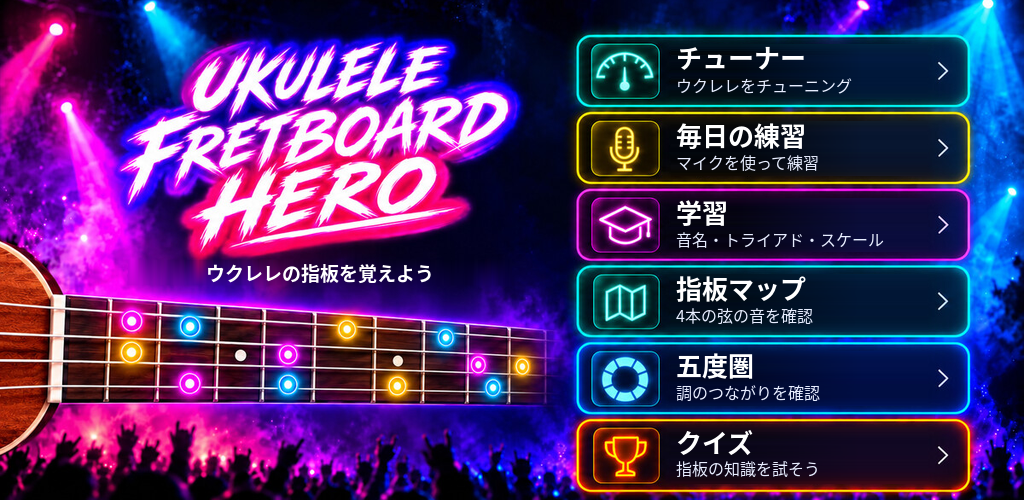 UKULELE
FRETBOARD
HERO
ウクレレの指板を覚えよう
チューナー
ウクレレをチューニング
毎日の練習
マイクを使って練習
学習
音名・トライアド・スケール
指板マップ
4本の弦の音を確認
五度圏
調のつながりを確認
クイズ
指板の知識を試そう